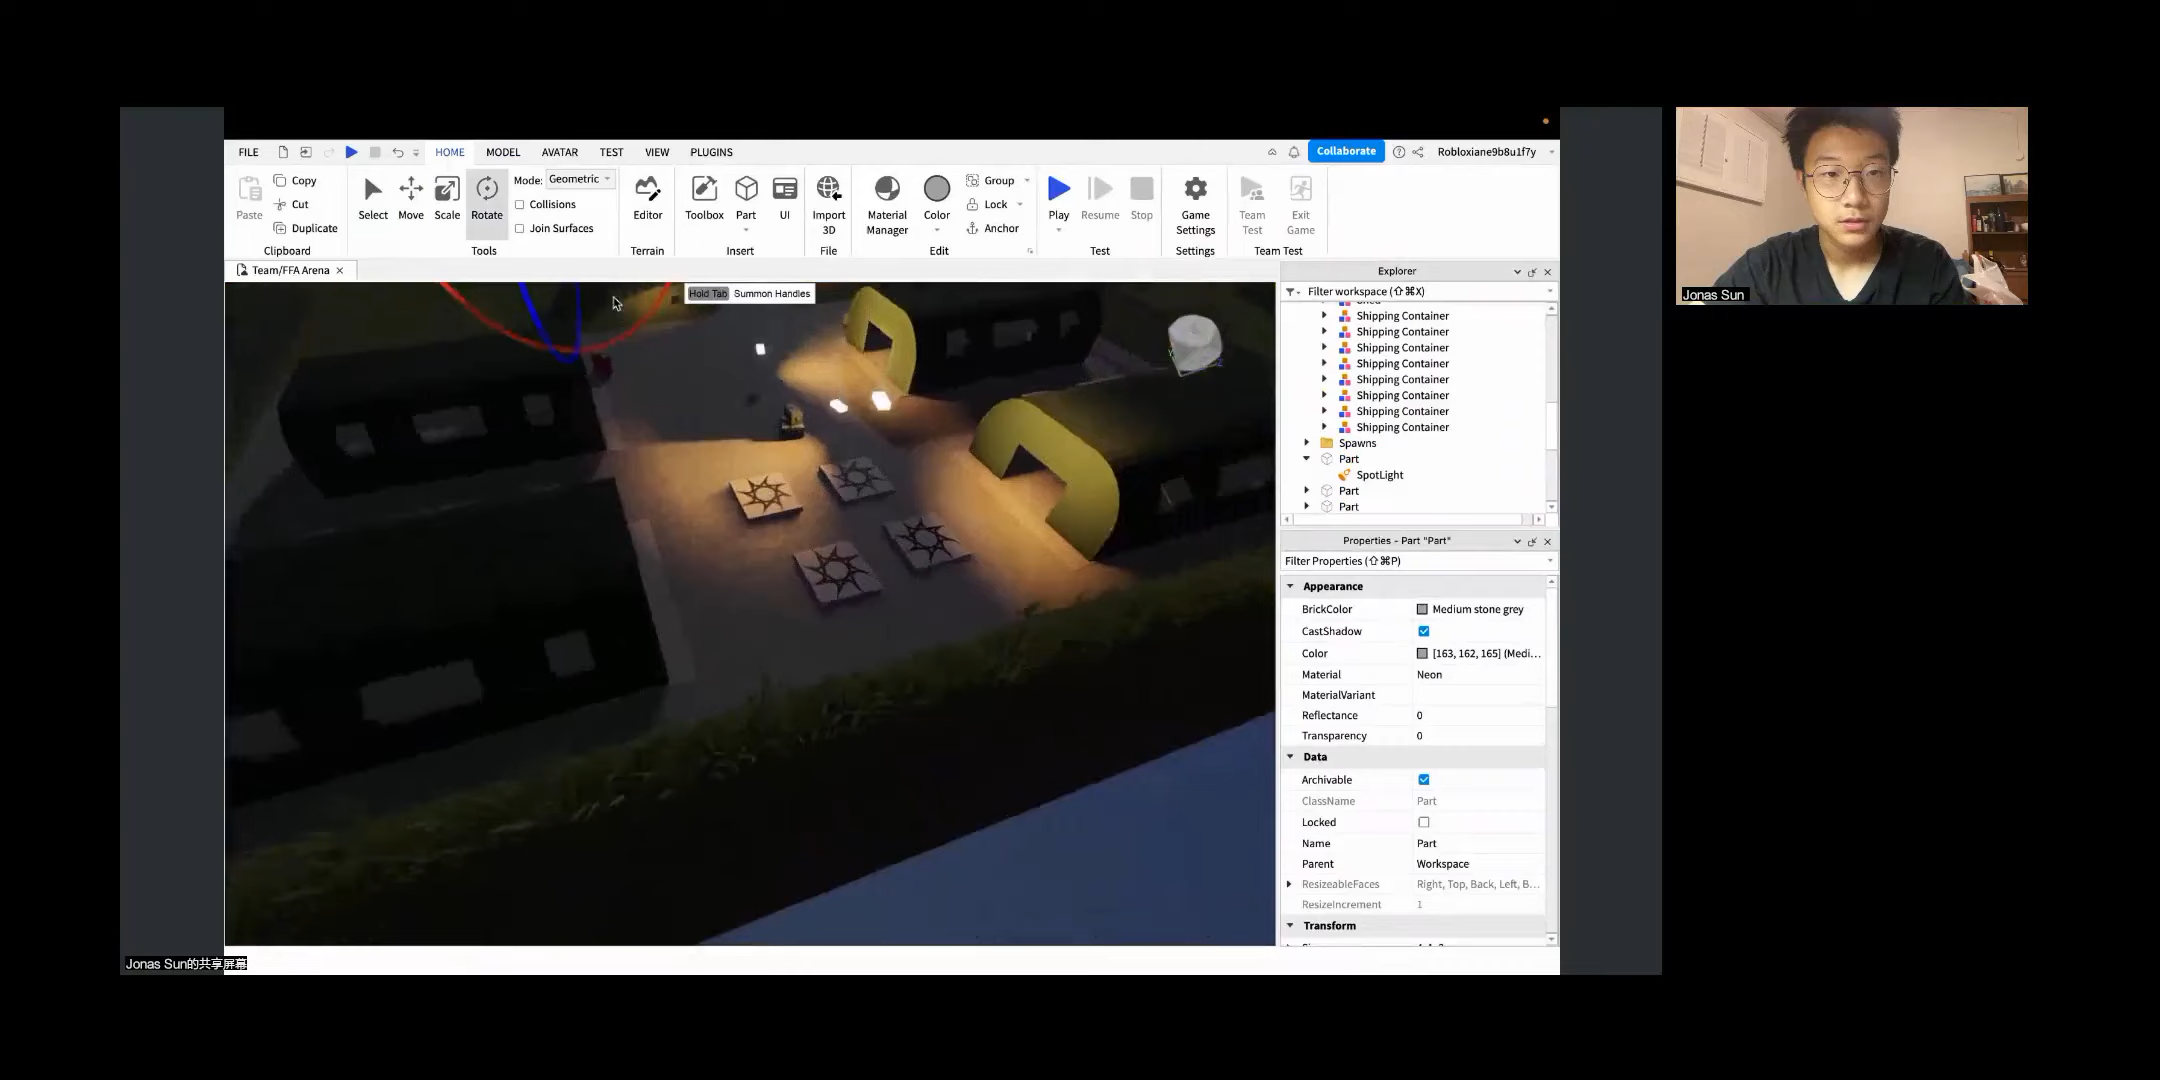 FILE HOME MODEL AVATAR TEST VIEW PLUGINS Collaborate Robloxiane9b8u1f7y
Paste Copy Cut Duplicate Clipboard
Select Move Scale Rotate Mode: Geometric Collisions Join Surfaces Tools
Editor Terrain
Toolbox Part UI Insert
Import 3D File
Material Manager Color Group Lock Anchor Edit
Play Resume Stop Test
Game Settings Settings
Team Test Exit Game Team Test
Team/FFA Arena
Hold Tab Summon Handles
Explorer
Filter workspace (⇧⌘X)
Shipping Container
Shipping Container
Shipping Container
Shipping Container
Shipping Container
Shipping Container
Shipping Container
Shipping Container
Spawns
Part
SpotLight
Part
Part
Properties - Part "Part"
Filter Properties (⇧⌘P)
Appearance
BrickColor Medium stone grey
CastShadow
Color [163, 162, 165] (Medi...
Material Neon
MaterialVariant
Reflectance 0
Transparency 0
Data
Archivable
ClassName Part
Locked
Name Part
Parent Workspace
ResizeableFaces Right, Top, Back, Left, B...
ResizeIncrement 1
Transform
Jonas Sun
Jonas Sun的共享屏幕